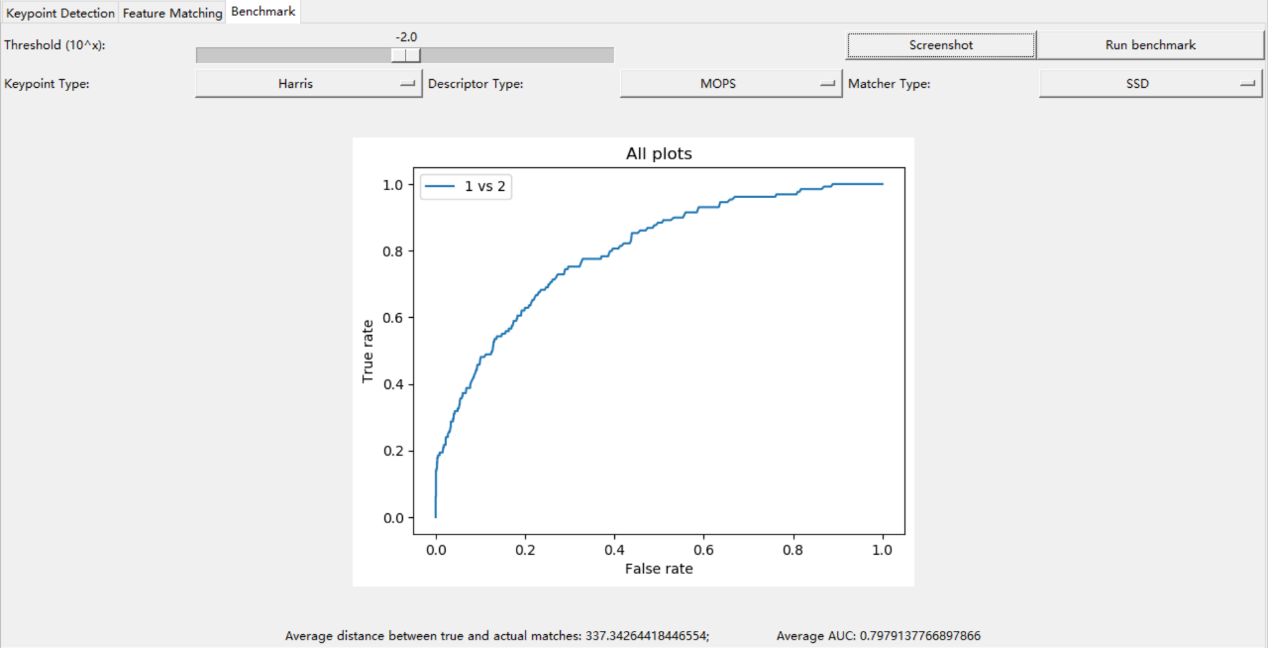 Keypoint Detection Feature Matching Benchmark
Threshold (10^x): -2.0 Screenshot Run benchmark
Keypoint Type: Harris Descriptor Type: MOPS Matcher Type: SSD
All plots
1 vs 2
1.0
0.8
0.6
0.4
0.2
0.0
True rate
0.0 0.2 0.4 0.6 0.8 1.0
False rate
Average distance between true and actual matches: 337.34264418446554; Average AUC: 0.7979137766897866